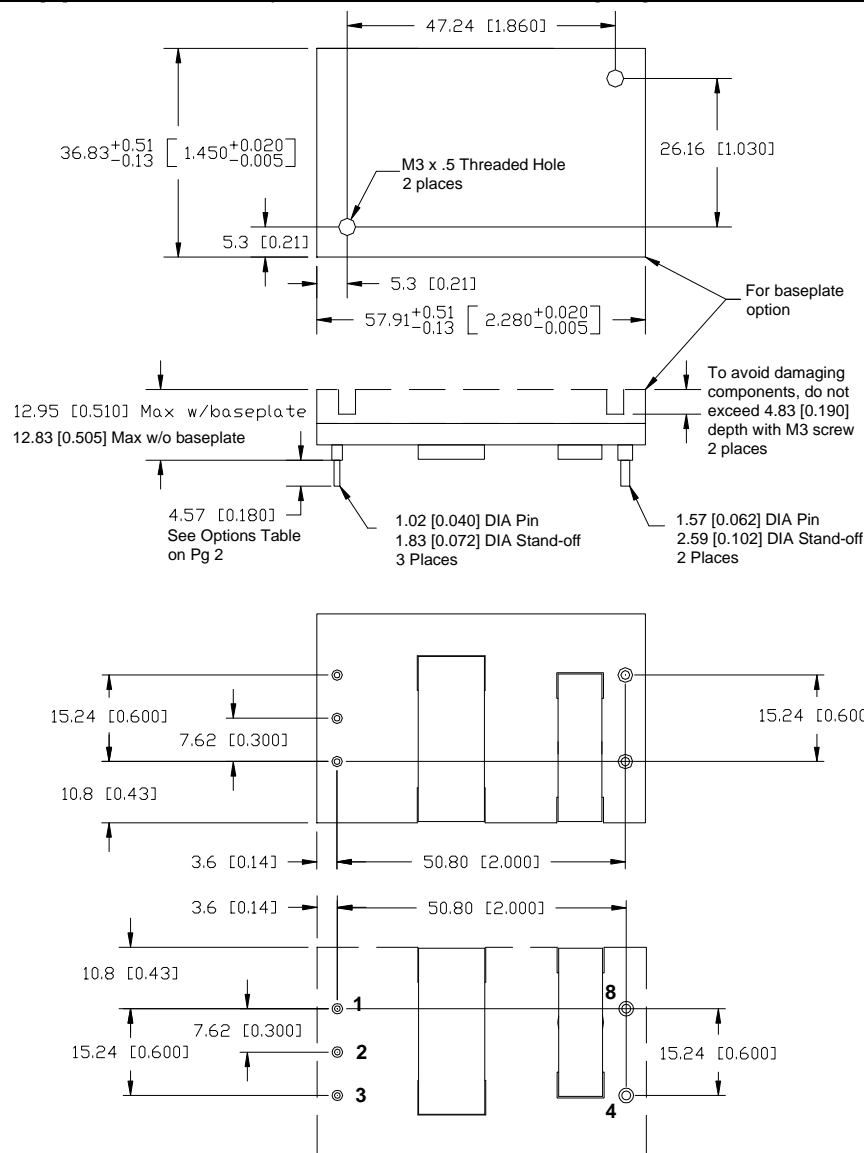 47.24 [1.860]
36.83+0.51 -0.13 [ 1.450+0.020 -0.005 ]
26.16 [1.030]
M3 x .5 Threaded Hole
2 places
5.3 [0.21]
5.3 [0.21]
57.91+0.51 -0.13 [ 2.280+0.020 -0.005 ]
For baseplate
option
12.95 [0.510] Max w/baseplate
12.83 [0.505] Max w/o baseplate
To avoid damaging
components, do not
exceed 4.83 [0.190]
depth with M3 screw
2 places
4.57 [0.180]
See Options Table
on Pg 2
1.02 [0.040] DIA Pin
1.83 [0.072] DIA Stand-off
3 Places
1.57 [0.062] DIA Pin
2.59 [0.102] DIA Stand-off
2 Places
15.24 [0.600]
7.62 [0.300]
15.24 [0.600
10.8 [0.43]
3.6 [0.14]
50.80 [2.000]
3.6 [0.14]
50.80 [2.000]
10.8 [0.43]
8
1
7.62 [0.300]
15.24 [0.600]
2
15.24 [0.600]
3
4